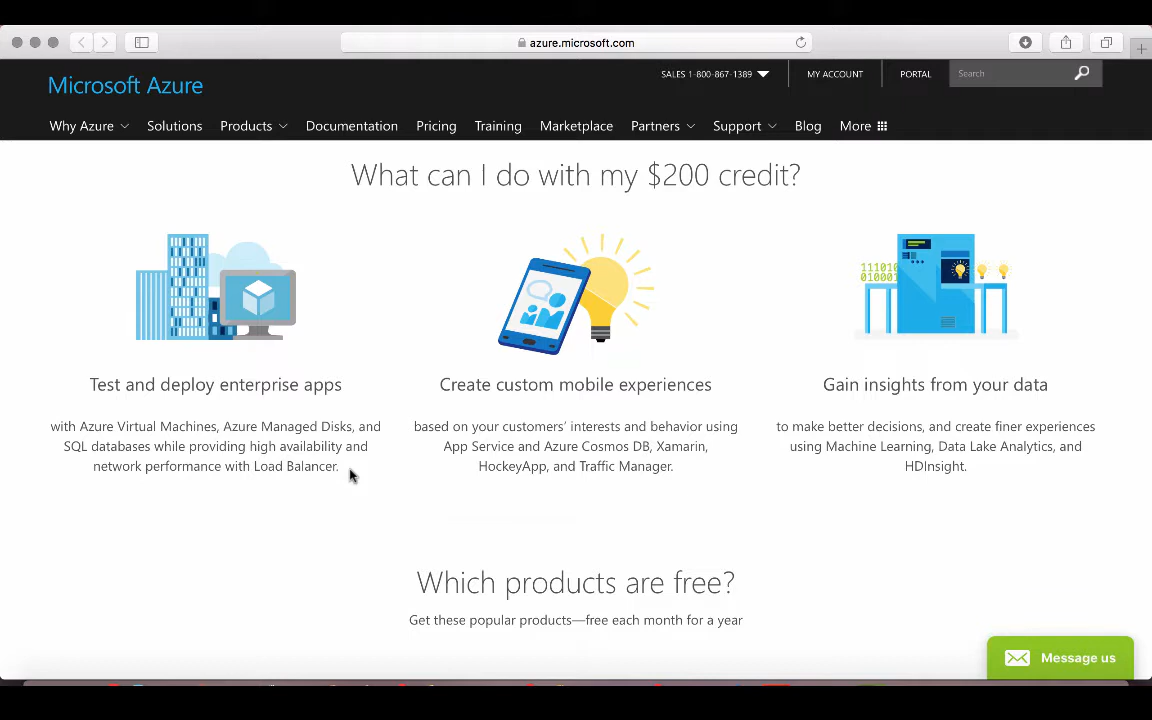 azure.microsoft.com
SALES 1-800-867-1389
MY ACCOUNT
PORTAL
Search
Microsoft Azure
Why Azure
Solutions
Products
Documentation
Pricing
Training
Marketplace
Partners
Support
Blog
More
What can I do with my $200 credit?
11101
01000
Test and deploy enterprise apps
with Azure Virtual Machines, Azure Managed Disks, and
SQL databases while providing high availability and
network performance with Load Balancer.
Create custom mobile experiences
based on your customers’ interests and behavior using
App Service and Azure Cosmos DB, Xamarin,
HockeyApp, and Traffic Manager.
Gain insights from your data
to make better decisions, and create finer experiences
using Machine Learning, Data Lake Analytics, and
HDInsight.
Which products are free?
Get these popular products—free each month for a year
Message us